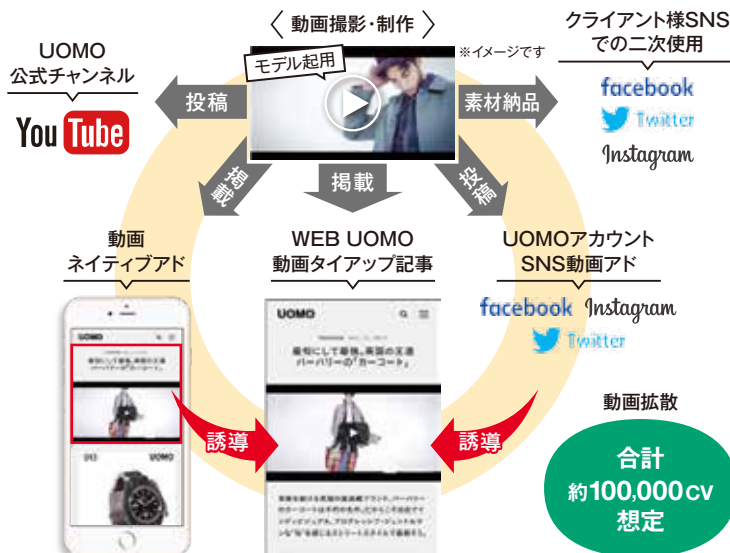 〈 動画撮影・制作 〉
モデル起用
※イメージです
UOMO
公式チャンネル
YouTube
投稿
素材納品
クライアント様SNS
での二次使用
facebook
Twitter
Instagram
掲載
掲載
投稿
動画
ネイティブアド
WEB UOMO
動画タイアップ記事
UOMOアカウント
SNS動画アド
facebook Instagram
Twitter
UOMO
UOMO
UOMO
最旬にして最強。英国の王道
バーバリーの「カーコート」
誘導
誘導
動画拡散
合計
約100,000CV
想定